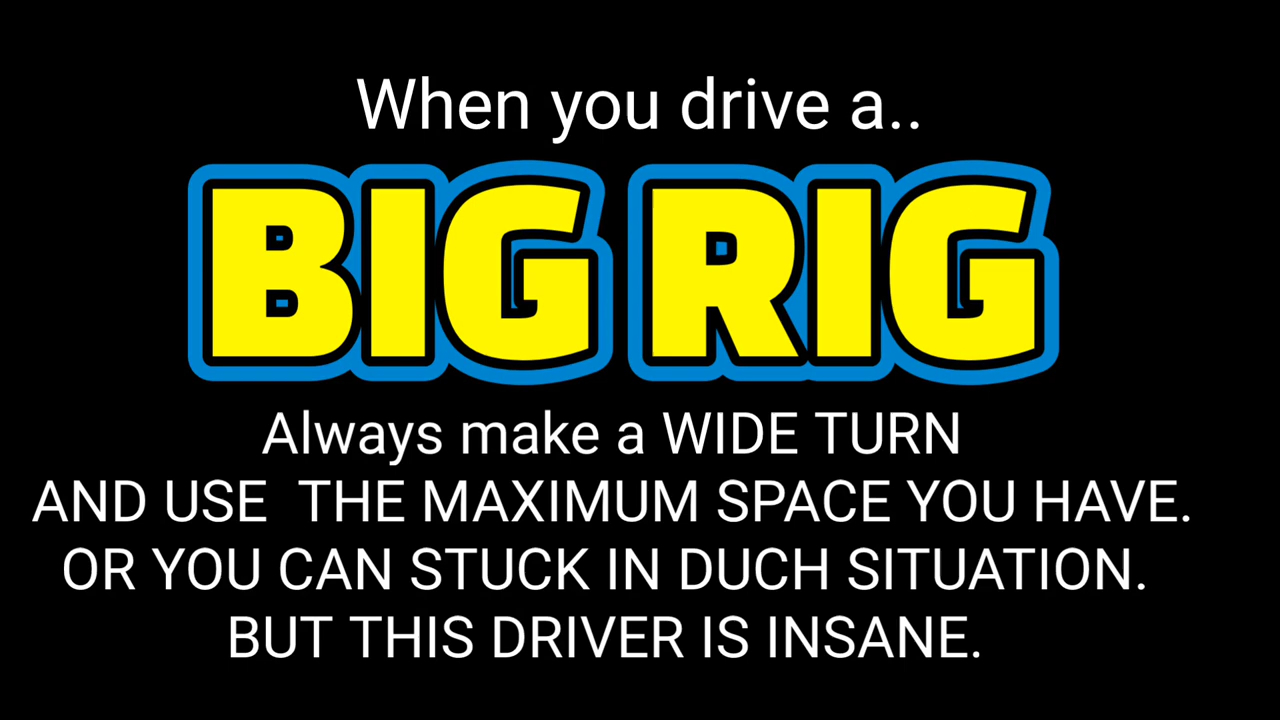 When you drive a..
BIG RIG
Always make a WIDE TURN
AND USE  THE MAXIMUM SPACE YOU HAVE.
OR YOU CAN STUCK IN DUCH SITUATION.
BUT THIS DRIVER IS INSANE.